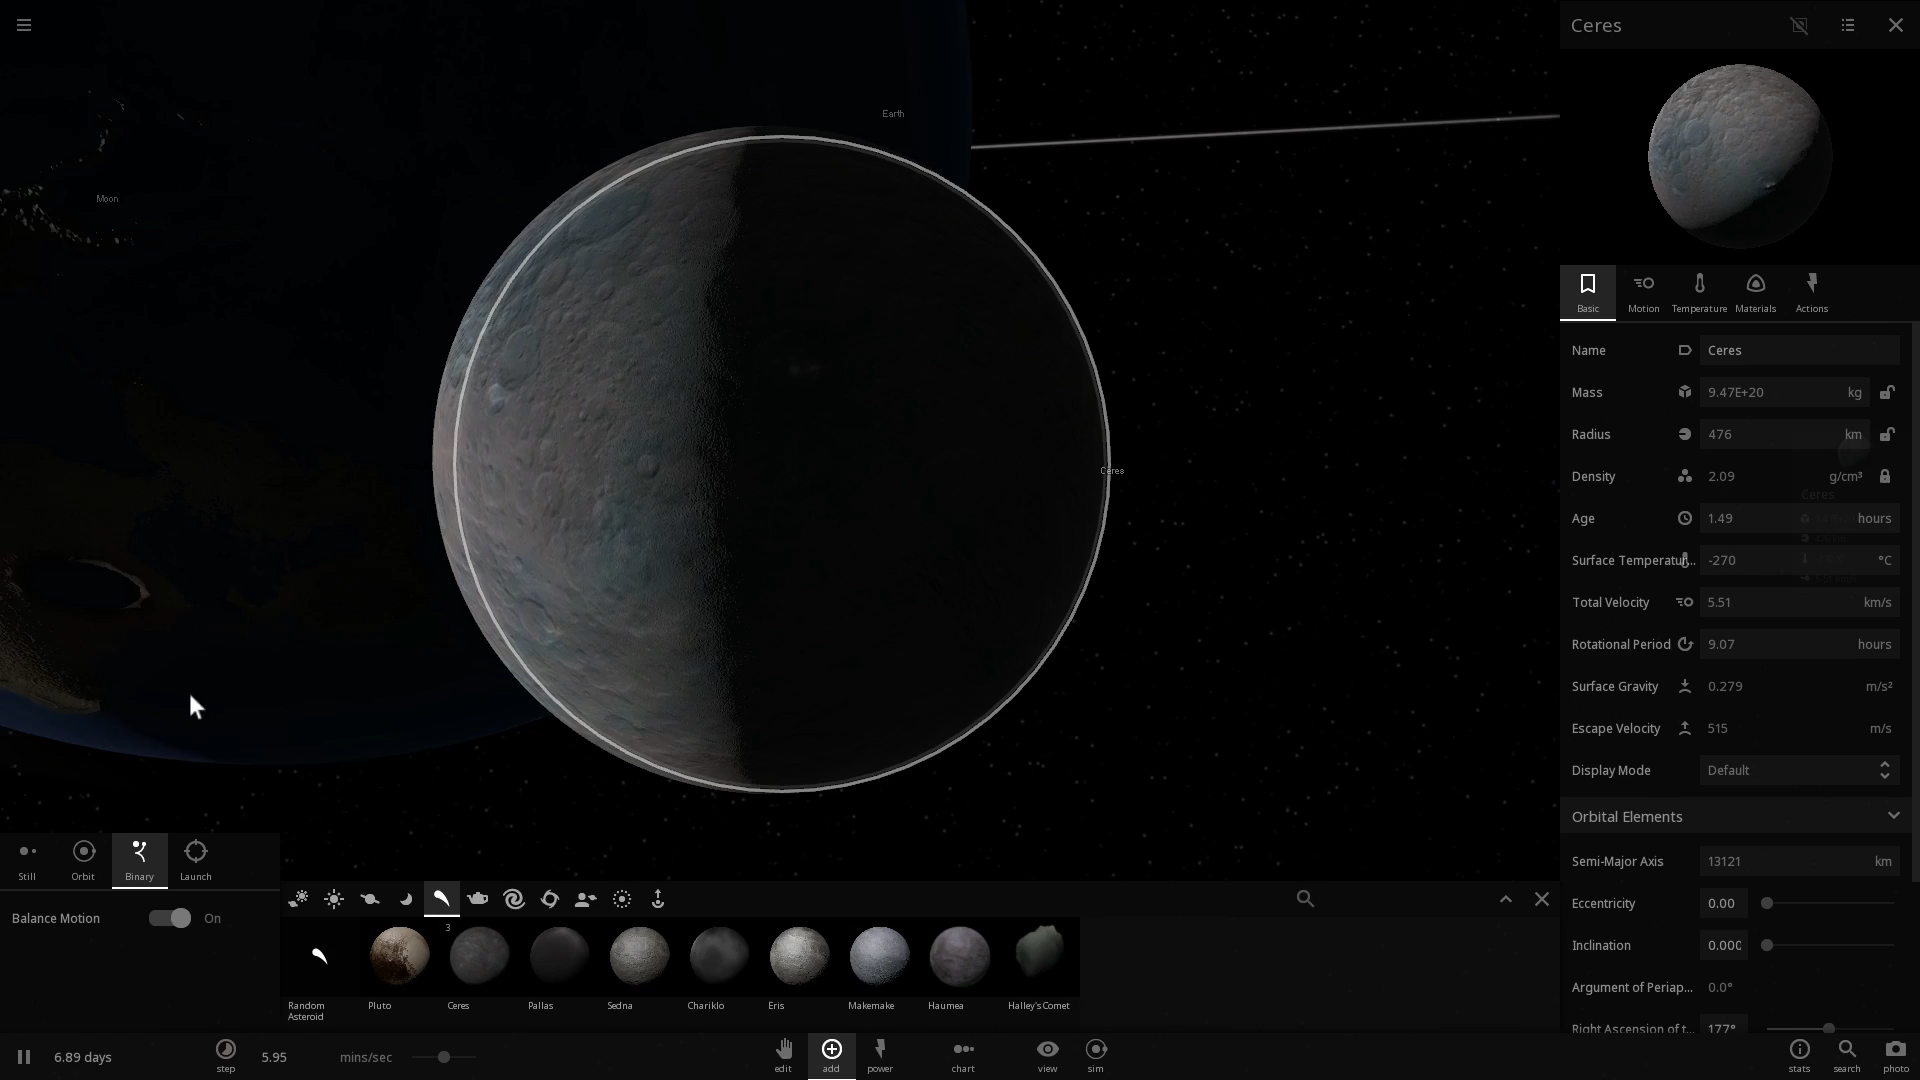 Ceres
Earth
Moon
Ceres
Basic
Motion
Temperature
Materials
Actions
Name
Ceres
Mass
9.47E+20
kg
Radius
476
km
Density
2.09
g/cm³
Age
1.49
hours
Surface Temperatur...
-270
°C
Total Velocity
5.51
km/s
Rotational Period
9.07
hours
Surface Gravity
0.279
m/s²
Escape Velocity
515
m/s
Display Mode
Default
Orbital Elements
Semi-Major Axis
13121
km
Eccentricity
0.00
Inclination
0.000
Argument of Periap...
0.0°
Right Ascension of t...
177°
Still
Orbit
Binary
Launch
Balance Motion
On
3
Random
Asteroid
Pluto
Ceres
Pallas
Sedna
Chariklo
Eris
Makemake
Haumea
Halley's Comet
6.89 days
step
5.95
mins/sec
edit
add
power
chart
view
sim
stats
search
photo